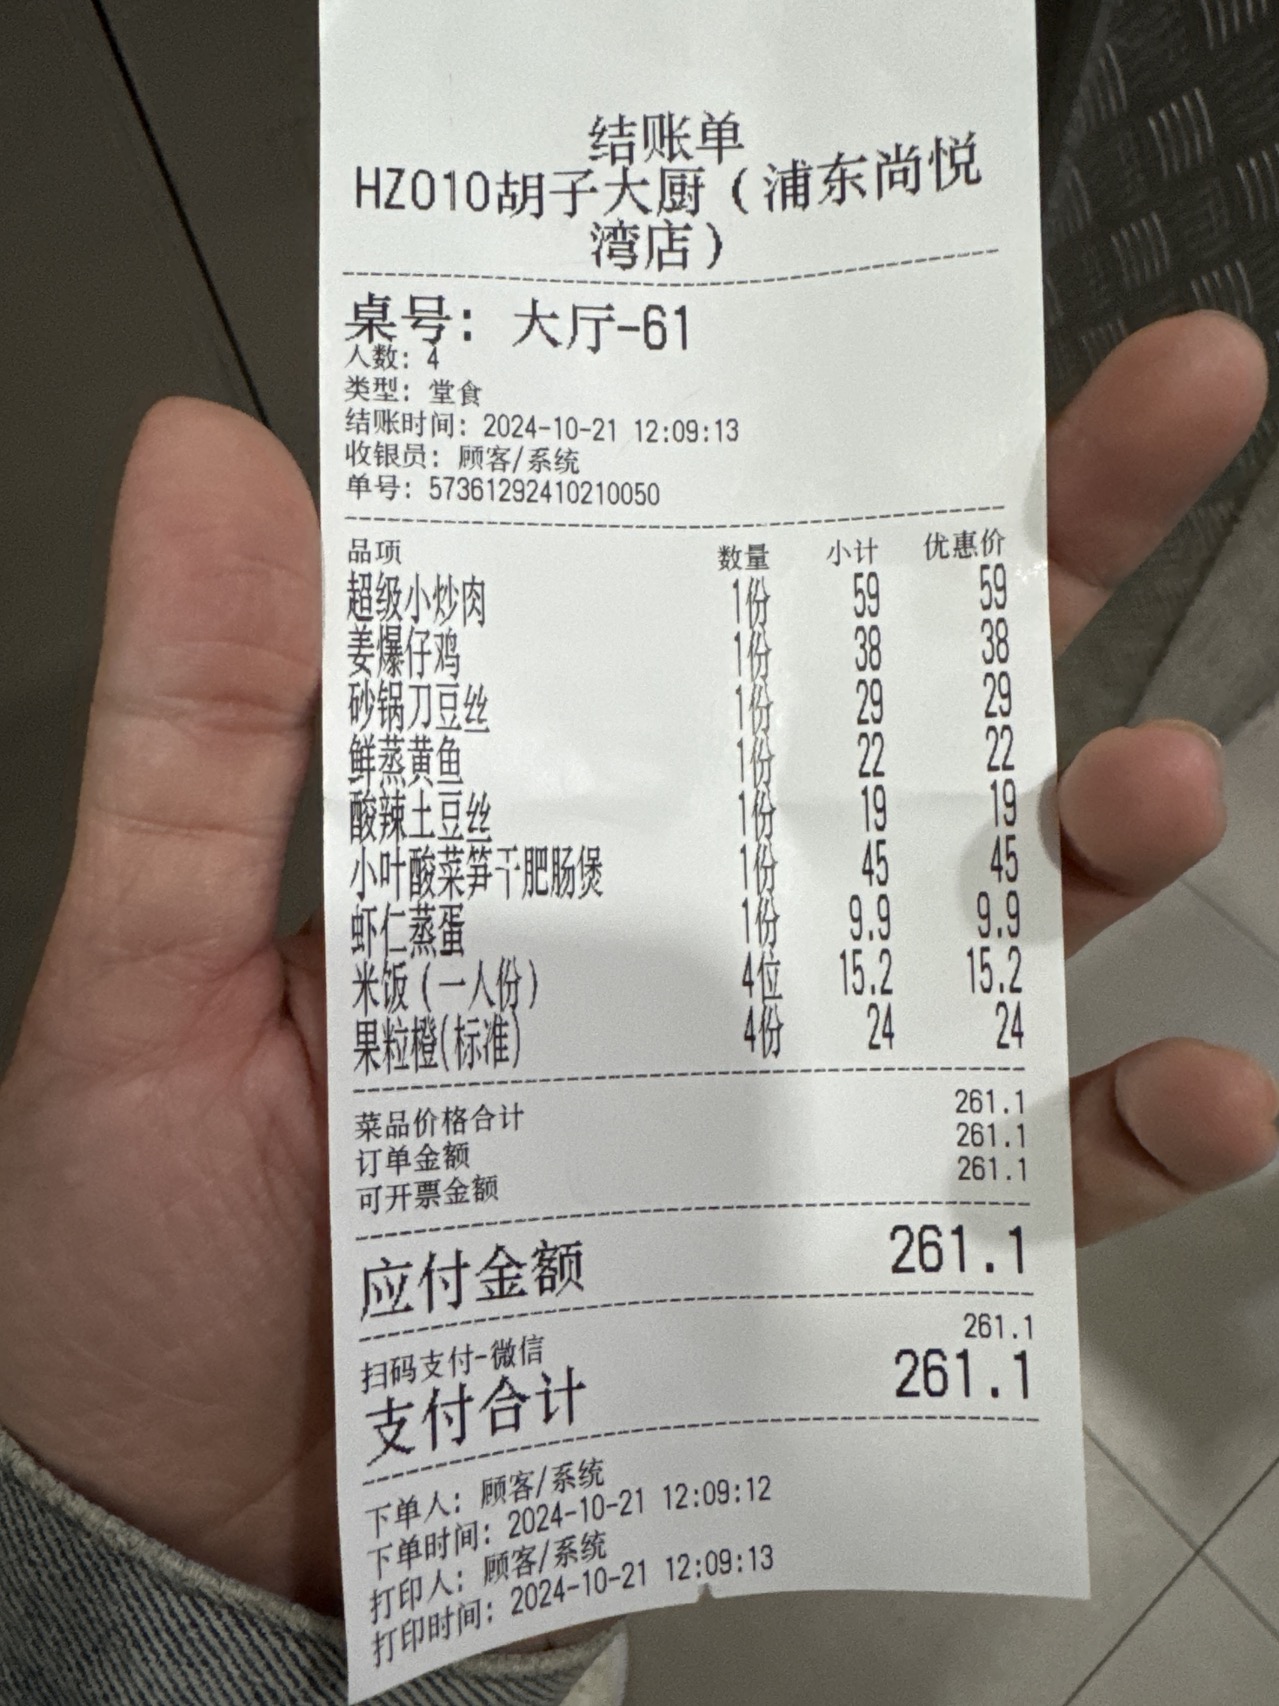 结账单
HZ010胡子大厨（浦东尚悦
湾店）
桌号：大厅-61
人数：4
类型：堂食
结账时间：2024-10-21 12:09:13
收银员：顾客/系统
单号：573612924102100​50
品项 数量 小计 优惠价
超级小炒肉 1份 59 59
姜爆仔鸡 1份 38 38
砂锅刀豆丝 1份 29 29
鲜蒸黄鱼 1份 22 22
酸辣土豆丝 1份 19 19
小叶酸菜笋干肥肠煲 1份 45 45
虾仁蒸蛋 1份 9.9 9.9
米饭（一人份） 4位 15.2 15.2
果粒橙(标准) 4份 24 24
菜品价格合计 261.1
订单金额 261.1
可开票金额 261.1
应付金额 261.1
扫码支付-微信 261.1
支付合计 261.1
下单人：顾客/系统
下单时间：2024-10-21 12:09:12
打印人：顾客/系统
打印时间：2024-10-21 12:09:13